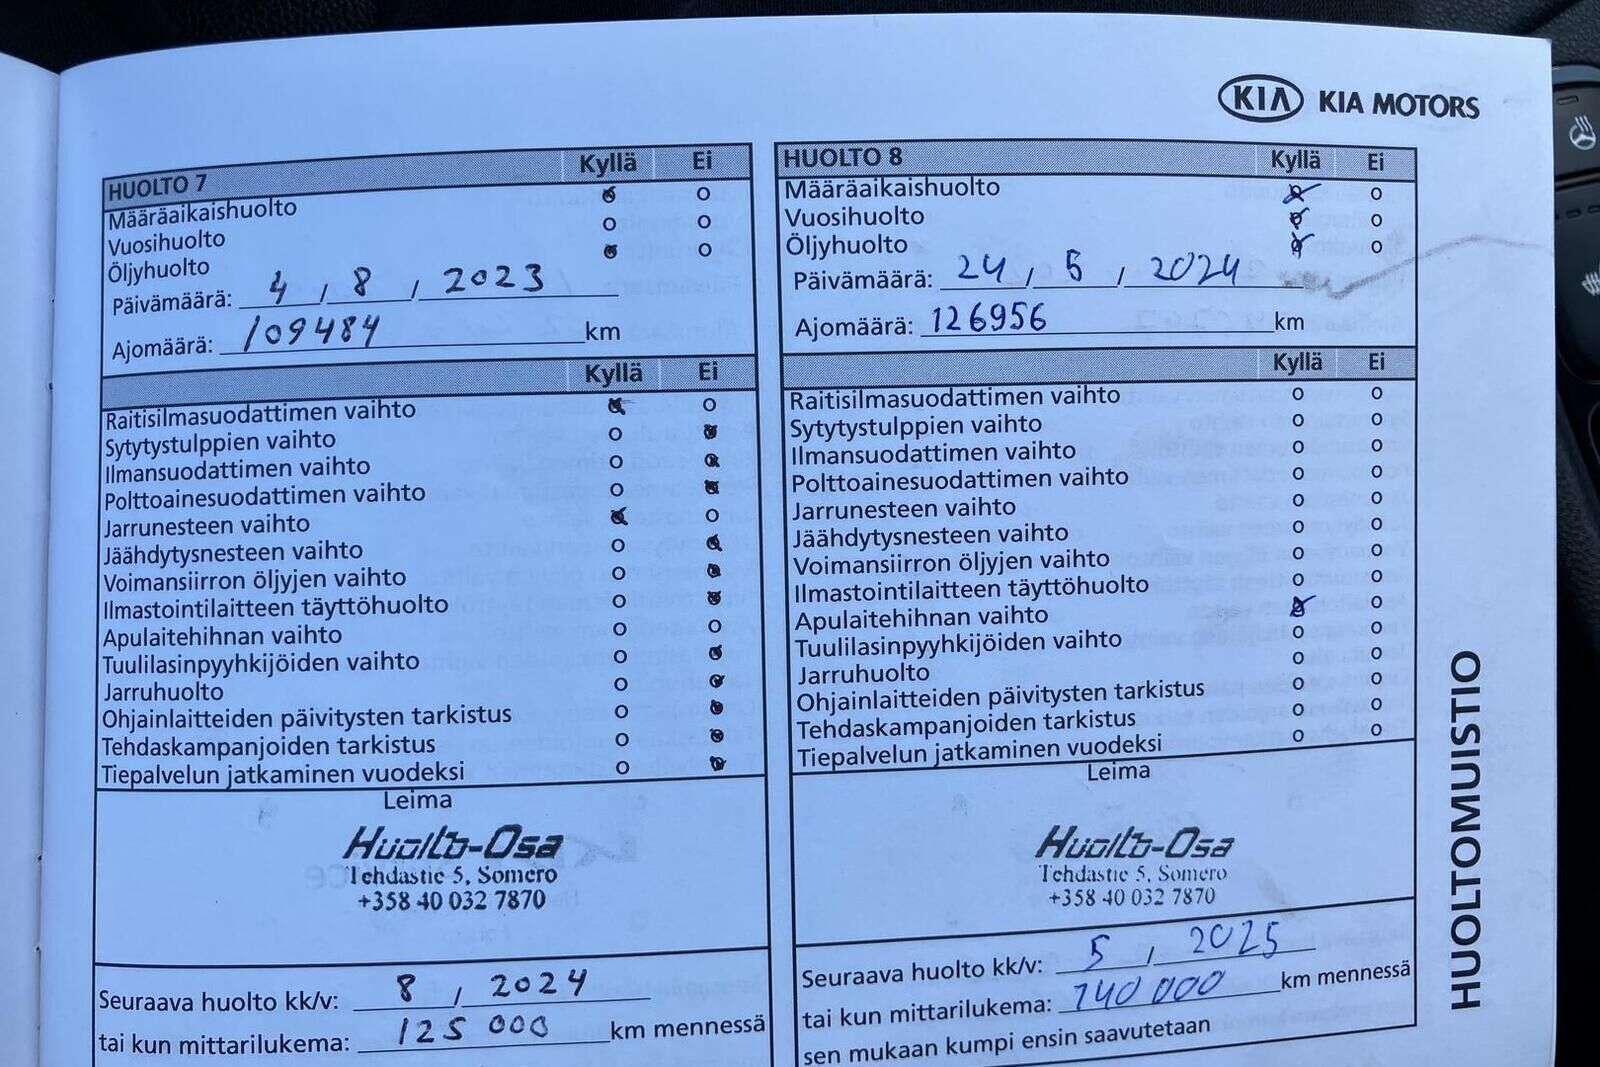 KIA KIA MOTORS
HUOLTO 7 Kyllä Ei
Määräaikaishuolto
Vuosihuolto
Öljyhuolto
Päivämäärä: 4 / 8 / 2023
Ajomäärä: 109484 km
Kyllä Ei
Raitisilmasuodattimen vaihto
Sytytystulppien vaihto
Ilmansuodattimen vaihto
Polttoainesuodattimen vaihto
Jarrunesteen vaihto
Jäähdytysnesteen vaihto
Voimansiirron öljyjen vaihto
Ilmastointilaitteen täyttöhuolto
Apulaitehihnan vaihto
Tuulilasinpyyhkijöiden vaihto
Jarruhuolto
Ohjainlaitteiden päivitysten tarkistus
Tehdaskampanjoiden tarkistus
Tiepalvelun jatkaminen vuodeksi
Leima
Huolto-Osa
Tehdastie 5, Somero
+358 40 032 7870
Seuraava huolto kk/v: 8 / 2024
tai kun mittarilukema: 125 000 km mennessä
HUOLTO 8 Kyllä Ei
Määräaikaishuolto
Vuosihuolto
Öljyhuolto
Päivämäärä: 24 / 5 / 2024
Ajomäärä: 126956 km
Kyllä Ei
Raitisilmasuodattimen vaihto
Sytytystulppien vaihto
Ilmansuodattimen vaihto
Polttoainesuodattimen vaihto
Jarrunesteen vaihto
Jäähdytysnesteen vaihto
Voimansiirron öljyjen vaihto
Ilmastointilaitteen täyttöhuolto
Apulaitehihnan vaihto
Tuulilasinpyyhkijöiden vaihto
Jarruhuolto
Ohjainlaitteiden päivitysten tarkistus
Tehdaskampanjoiden tarkistus
Tiepalvelun jatkaminen vuodeksi
Leima
Huolto-Osa
Tehdastie 5, Somero
+358 40 032 7870
Seuraava huolto kk/v: 5 / 2025
tai kun mittarilukema: 140 000 km mennessä
sen mukaan kumpi ensin saavutetaan
HUOLTOMUISTIO